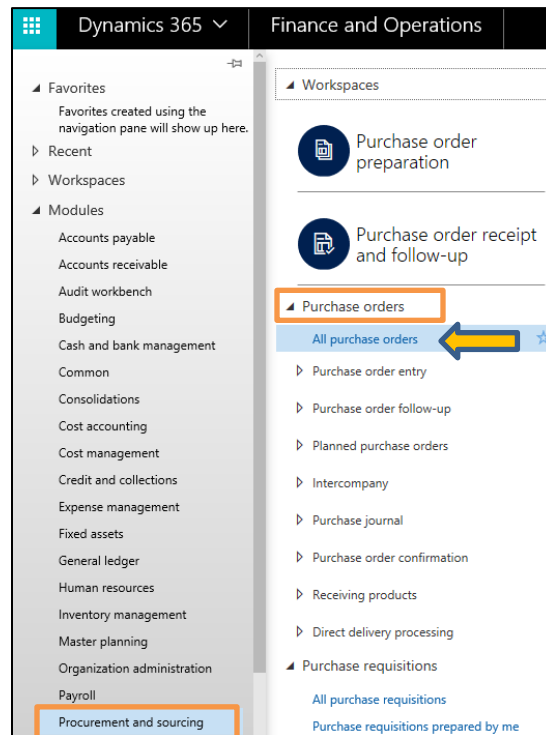 Dynamics 365
Finance and Operations
Favorites
Favorites created using the
navigation pane will show up here.
Recent
Workspaces
Modules
Accounts payable
Accounts receivable
Audit workbench
Budgeting
Cash and bank management
Common
Consolidations
Cost accounting
Cost management
Credit and collections
Expense management
Fixed assets
General ledger
Human resources
Inventory management
Master planning
Organization administration
Payroll
Procurement and sourcing
Workspaces
Purchase order
preparation
Purchase order receipt
and follow-up
Purchase orders
All purchase orders
Purchase order entry
Purchase order follow-up
Planned purchase orders
Intercompany
Purchase journal
Purchase order confirmation
Receiving products
Direct delivery processing
Purchase requisitions
All purchase requisitions
Purchase requisitions prepared by me